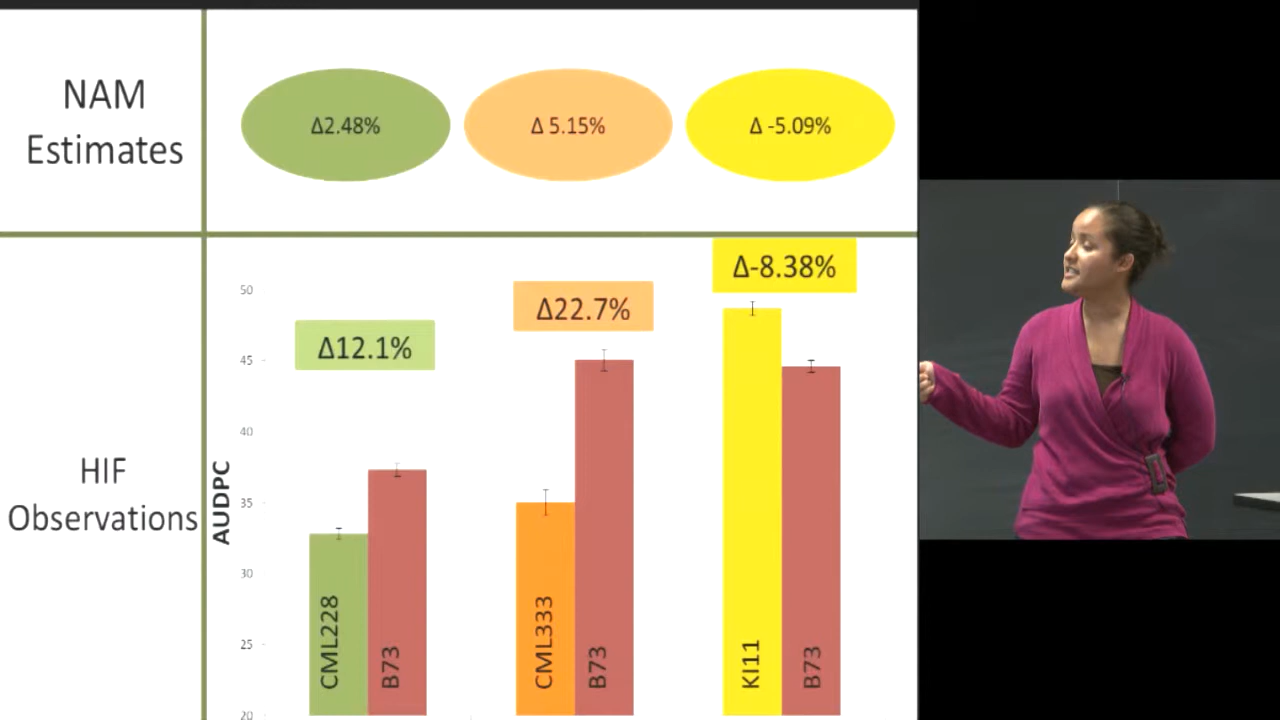 NAM
Estimates
Δ2.48%
Δ 5.15%
Δ -5.09%
HIF
Observations
AUDPC
50
45
40
35
30
25
20
Δ12.1%
Δ22.7%
Δ-8.38%
CML228
B73
CML333
B73
KI11
B73